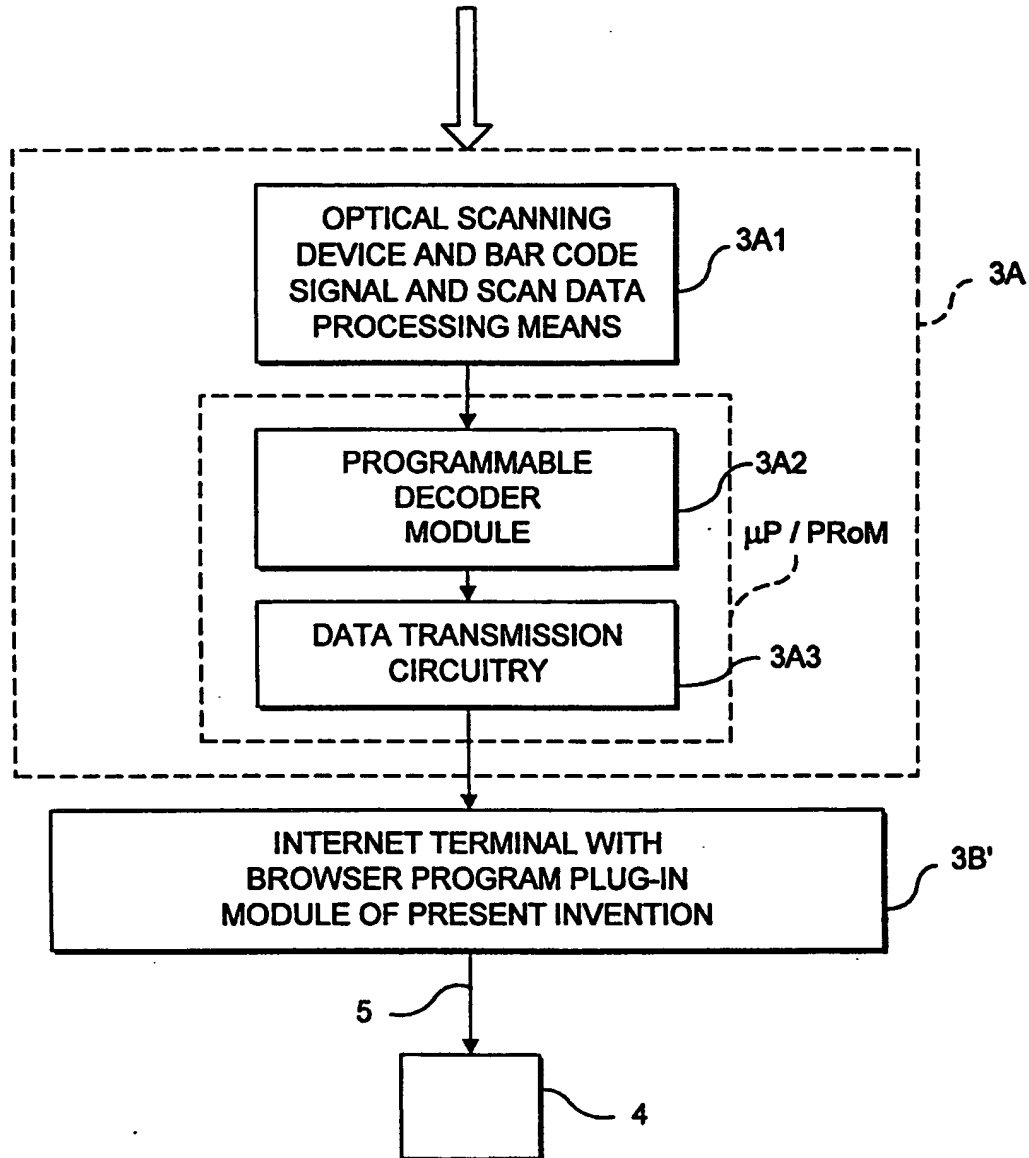 OPTICAL SCANNING
DEVICE AND BAR CODE
SIGNAL AND SCAN DATA
PROCESSING MEANS
3A1
3A
PROGRAMMABLE
DECODER
MODULE
3A2
μP / PRoM
DATA TRANSMISSION
CIRCUITRY
3A3
INTERNET TERMINAL WITH
BROWSER PROGRAM PLUG-IN
MODULE OF PRESENT INVENTION
3B'
5
4